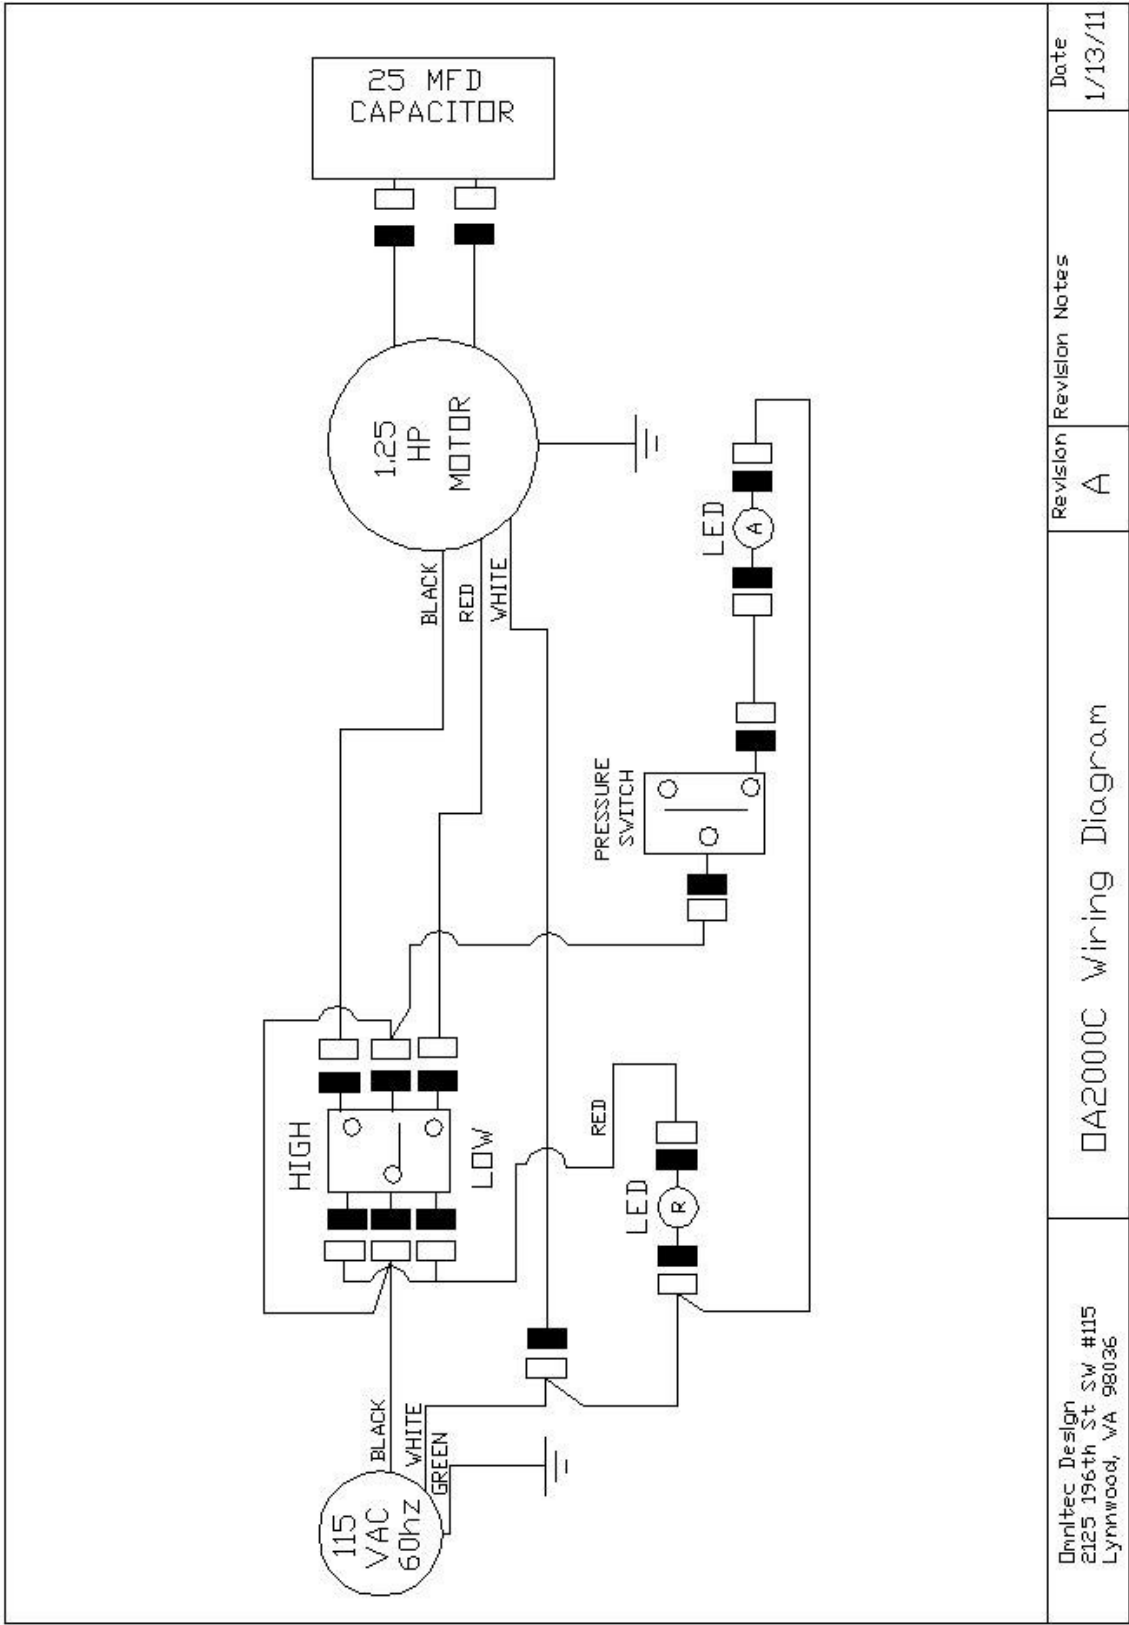 115
VAC
60hz
BLACK
WHITE
GREEN
HIGH
LOW
LED
R
RED
PRESSURE
SWITCH
LED
A
BLACK
RED
WHITE
1.25
HP
MOTOR
25 MFD
CAPACITOR
Omnitec Design
2125 196th St SW #115
Lynnwood, WA 98036
OA2000C Wiring Diagram
Revision
A
Revision Notes
Date
1/13/11